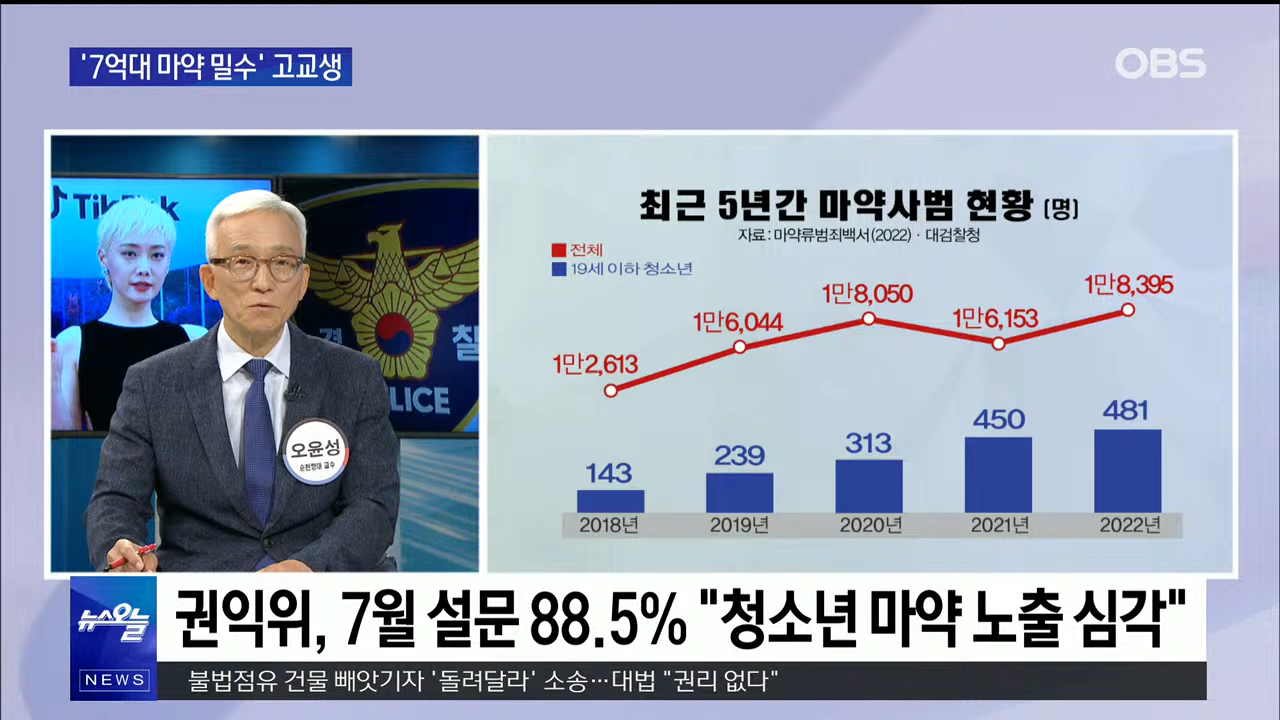 '7억대 마약 밀수' 고교생
OBS
TikTok
경 찰
LICE
오윤성
순천향대 교수
최근 5년간 마약사범 현황 (명)
자료 : 마약류범죄백서(2022) · 대검찰청
전체
19세 이하 청소년
1만2,613
1만6,044
1만8,050
1만6,153
1만8,395
143
239
313
450
481
2018년
2019년
2020년
2021년
2022년
뉴스오늘
NEWS
권익위, 7월 설문 88.5% "청소년 마약 노출 심각"
불법점유 건물 빼앗기자 '돌려달라' 소송…대법 "권리 없다"